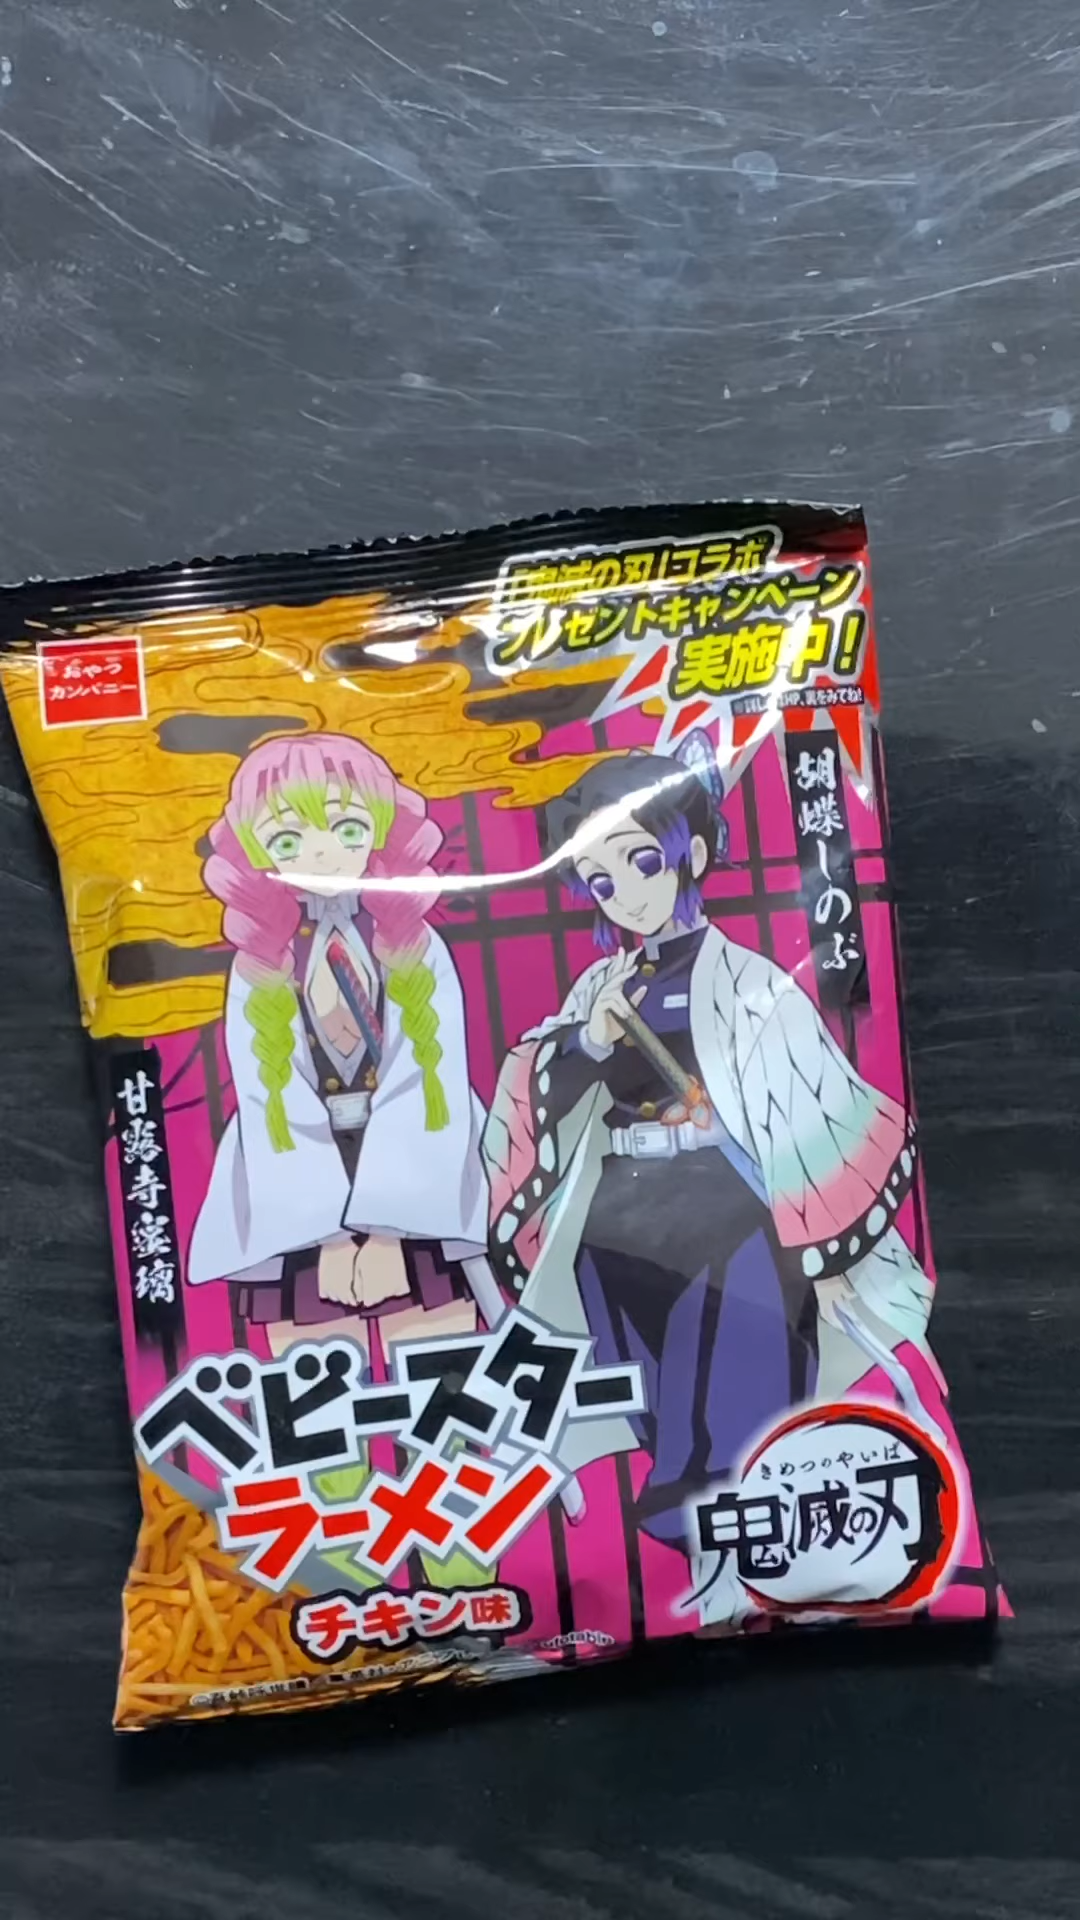 「鬼滅の刃」コラボ
プレゼントキャンペーン
実施中!
おやつ
カンパニー
胡蝶しのぶ
甘露寺蜜璃
ベビースター
ラーメン
チキン味
きめつのやいば
鬼滅の刃
ufotable